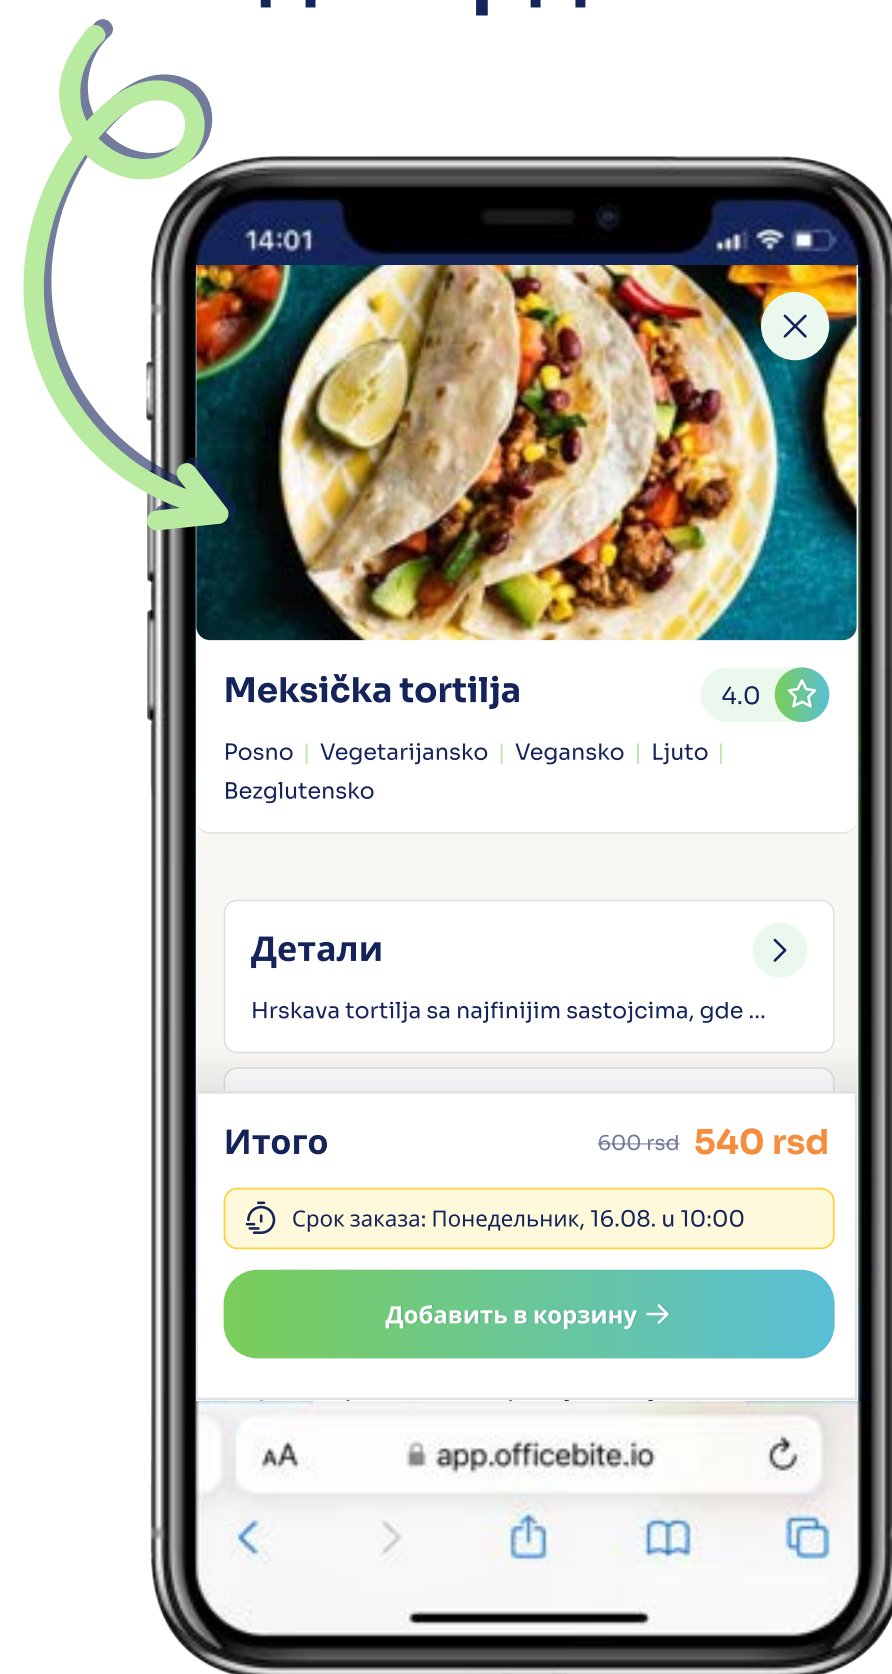 14:01
Meksička tortilja
4.0
Posno | Vegetarijansko | Vegansko | Ljuto |
Bezglutensko
Детали
Hrskava tortilja sa najfinijim sastojcima, gde ...
Итого
600 rsd 540 rsd
Срок заказа: Понедельник, 16.08. u 10:00
Добавить в корзину →
AA app.officebite.io